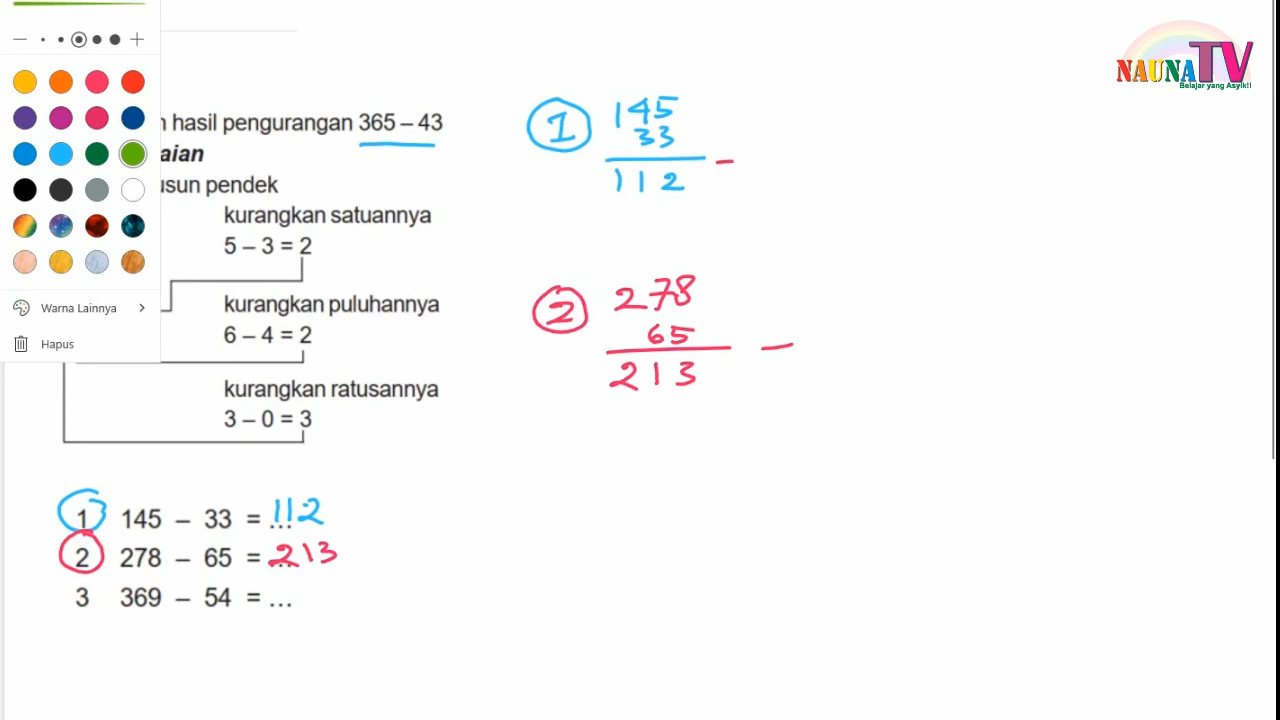 NAUNA TV
Belajar yang Asyik!!
hasil pengurangan 365 – 43
kurangkan satuannya
5 – 3 = 2
kurangkan puluhannya
6 – 4 = 2
kurangkan ratusannya
3 – 0 = 3
1 145 – 33 = ... 112
2 278 – 65 = ... 213
3 369 – 54 = ...
1 145
33
–
112
2 278
65
–
213
Warna Lainnya
Hapus
pendek